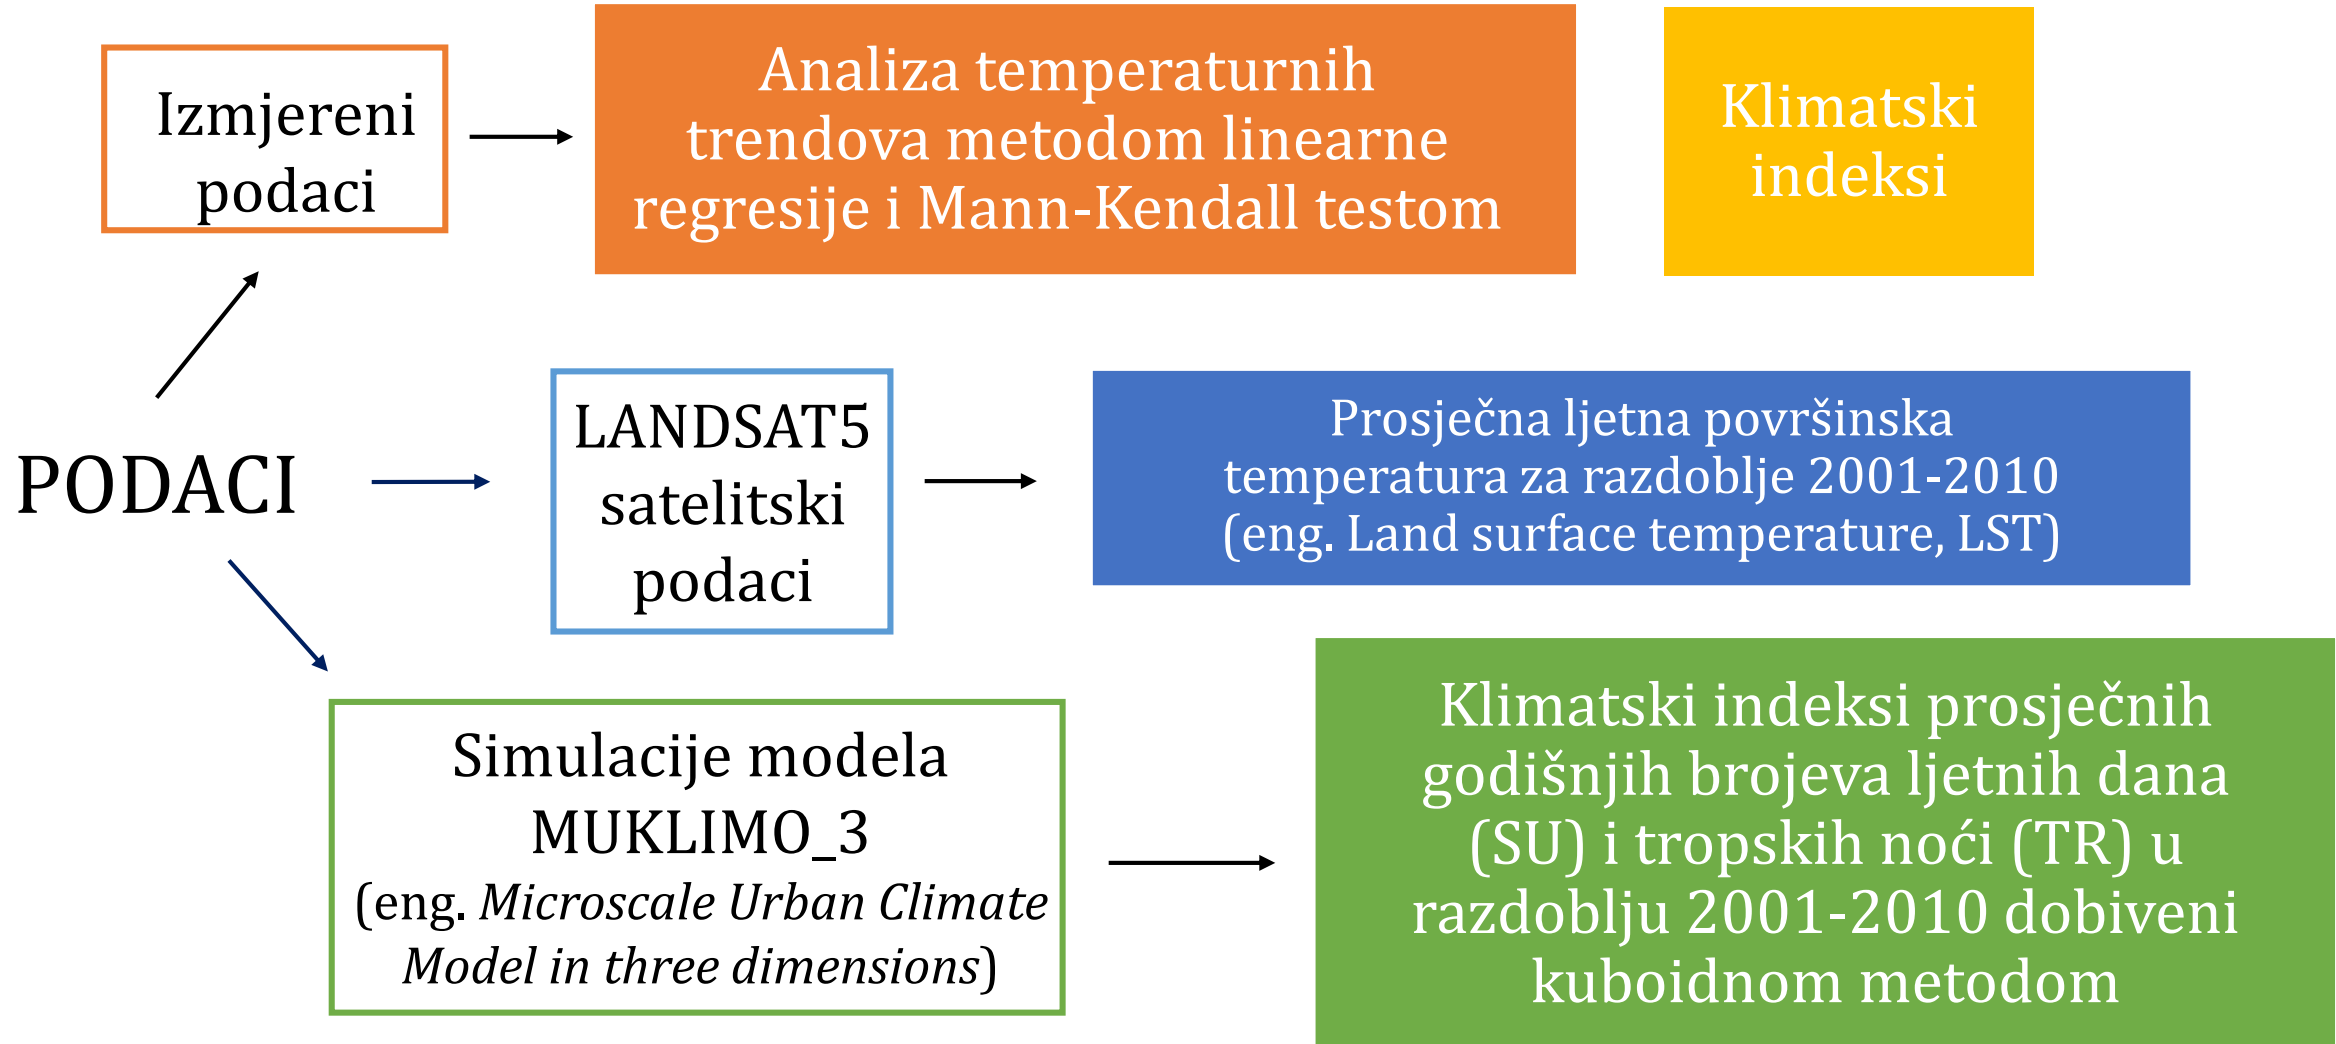 Izmjereni
podaci
Analiza temperaturnih
trendova metodom linearne
regresije i Mann-Kendall testom
Klimatski
indeksi
PODACI
LANDSAT5
satelitski
podaci
Prosječna ljetna površinska
temperatura za razdoblje 2001-2010
(eng. Land surface temperature, LST)
Simulacije modela
MUKLIMO_3
(eng. Microscale Urban Climate
Model in three dimensions)
Klimatski indeksi prosječnih
godišnjih brojeva ljetnih dana
(SU) i tropskih noći (TR) u
razdoblju 2001-2010 dobiveni
kuboidnom metodom